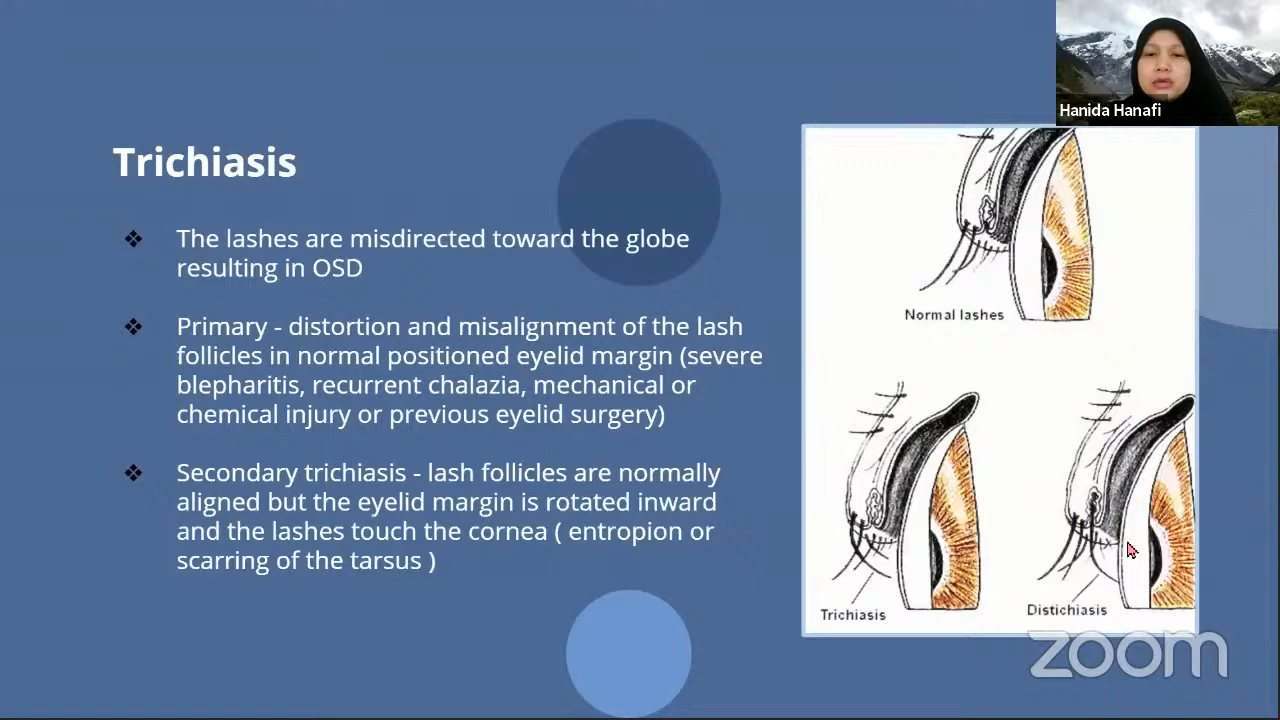 Hanida Hanafi
Trichiasis
❖ The lashes are misdirected toward the globe
resulting in OSD
❖ Primary - distortion and misalignment of the lash
follicles in normal positioned eyelid margin (severe
blepharitis, recurrent chalazia, mechanical or
chemical injury or previous eyelid surgery)
❖ Secondary trichiasis - lash follicles are normally
aligned but the eyelid margin is rotated inward
and the lashes touch the cornea ( entropion or
scarring of the tarsus )
Normal lashes
Trichiasis
Distichiasis
zoom